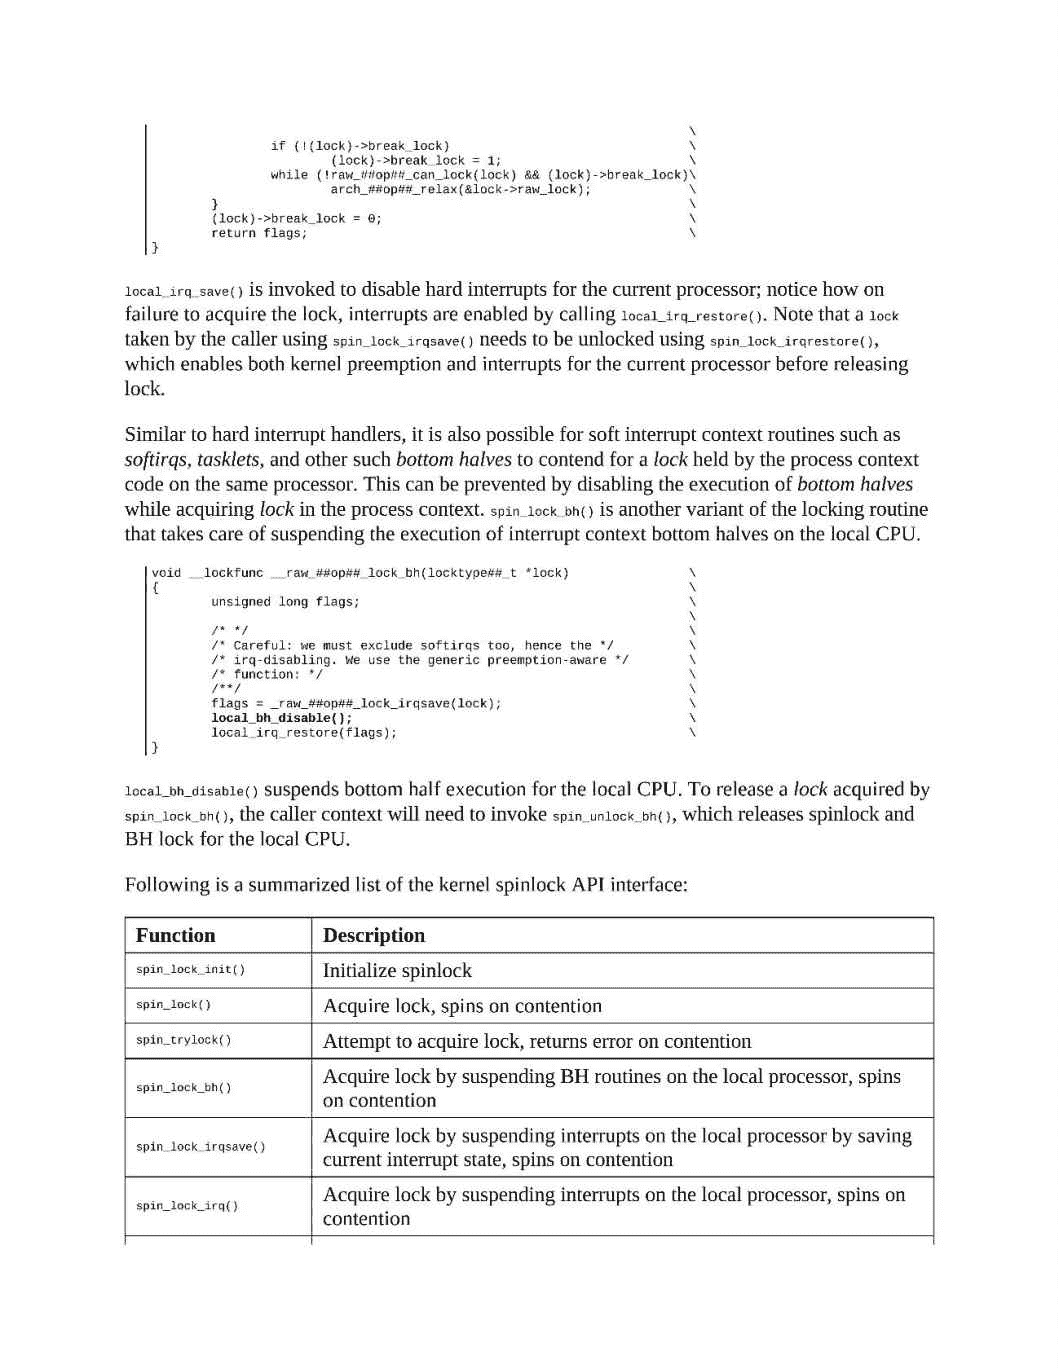 \
if (!(lock)->break_lock) \
(lock)->break_lock = 1; \
while (!raw_##op##_can_lock(lock) && (lock)->break_lock)\
arch_##op##_relax(&lock->raw_lock); \
} \
(lock)->break_lock = 0; \
return flags; \
}
local_irq_save() is invoked to disable hard interrupts for the current processor; notice how on
failure to acquire the lock, interrupts are enabled by calling local_irq_restore(). Note that a lock
taken by the caller using spin_lock_irqsave() needs to be unlocked using spin_lock_irqrestore(),
which enables both kernel preemption and interrupts for the current processor before releasing
lock.
Similar to hard interrupt handlers, it is also possible for soft interrupt context routines such as
softirqs, tasklets, and other such bottom halves to contend for a lock held by the process context
code on the same processor. This can be prevented by disabling the execution of bottom halves
while acquiring lock in the process context. spin_lock_bh() is another variant of the locking routine
that takes care of suspending the execution of interrupt context bottom halves on the local CPU.
void __lockfunc __raw_##op##_lock_bh(locktype##_t *lock) \
{ \
unsigned long flags; \
\
/* */ \
/* Careful: we must exclude softirqs too, hence the */ \
/* irq-disabling. We use the generic preemption-aware */ \
/* function: */ \
/**/ \
flags = _raw_##op##_lock_irqsave(lock); \
local_bh_disable(); \
local_irq_restore(flags); \
}
local_bh_disable() suspends bottom half execution for the local CPU. To release a lock acquired by
spin_lock_bh(), the caller context will need to invoke spin_unlock_bh(), which releases spinlock and
BH lock for the local CPU.
Following is a summarized list of the kernel spinlock API interface:
Function Description
spin_lock_init() Initialize spinlock
spin_lock() Acquire lock, spins on contention
spin_trylock() Attempt to acquire lock, returns error on contention
spin_lock_bh() Acquire lock by suspending BH routines on the local processor, spins
on contention
spin_lock_irqsave() Acquire lock by suspending interrupts on the local processor by saving
current interrupt state, spins on contention
spin_lock_irq() Acquire lock by suspending interrupts on the local processor, spins on
contention